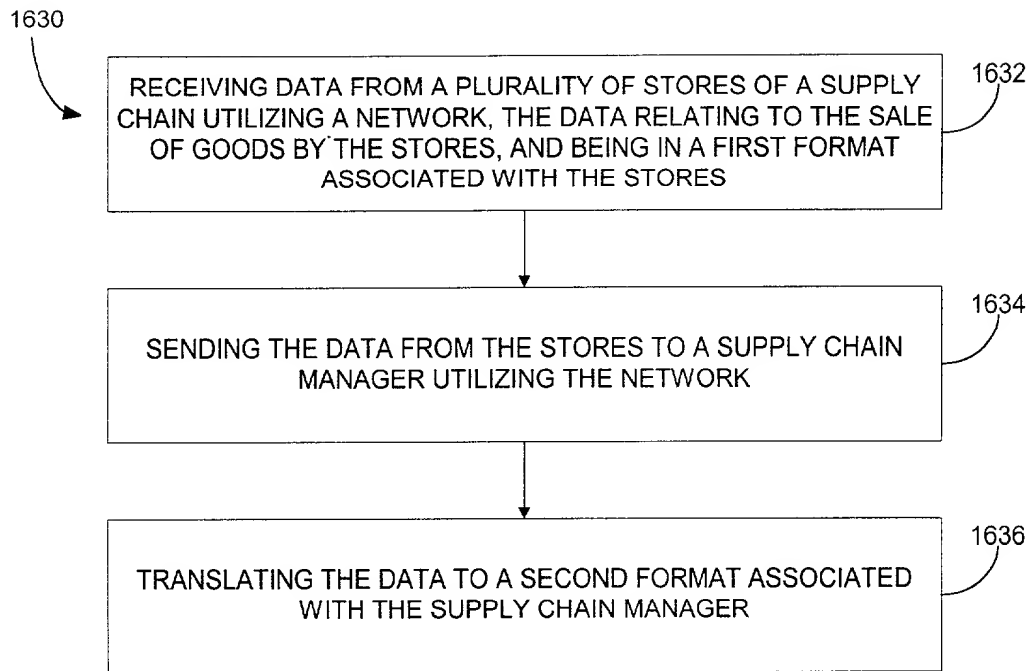 1630
RECEIVING DATA FROM A PLURALITY OF STORES OF A SUPPLY
CHAIN UTILIZING A NETWORK, THE DATA RELATING TO THE SALE
OF GOODS BY THE STORES, AND BEING IN A FIRST FORMAT
ASSOCIATED WITH THE STORES
1632
SENDING THE DATA FROM THE STORES TO A SUPPLY CHAIN
MANAGER UTILIZING THE NETWORK
1634
TRANSLATING THE DATA TO A SECOND FORMAT ASSOCIATED
WITH THE SUPPLY CHAIN MANAGER
1636